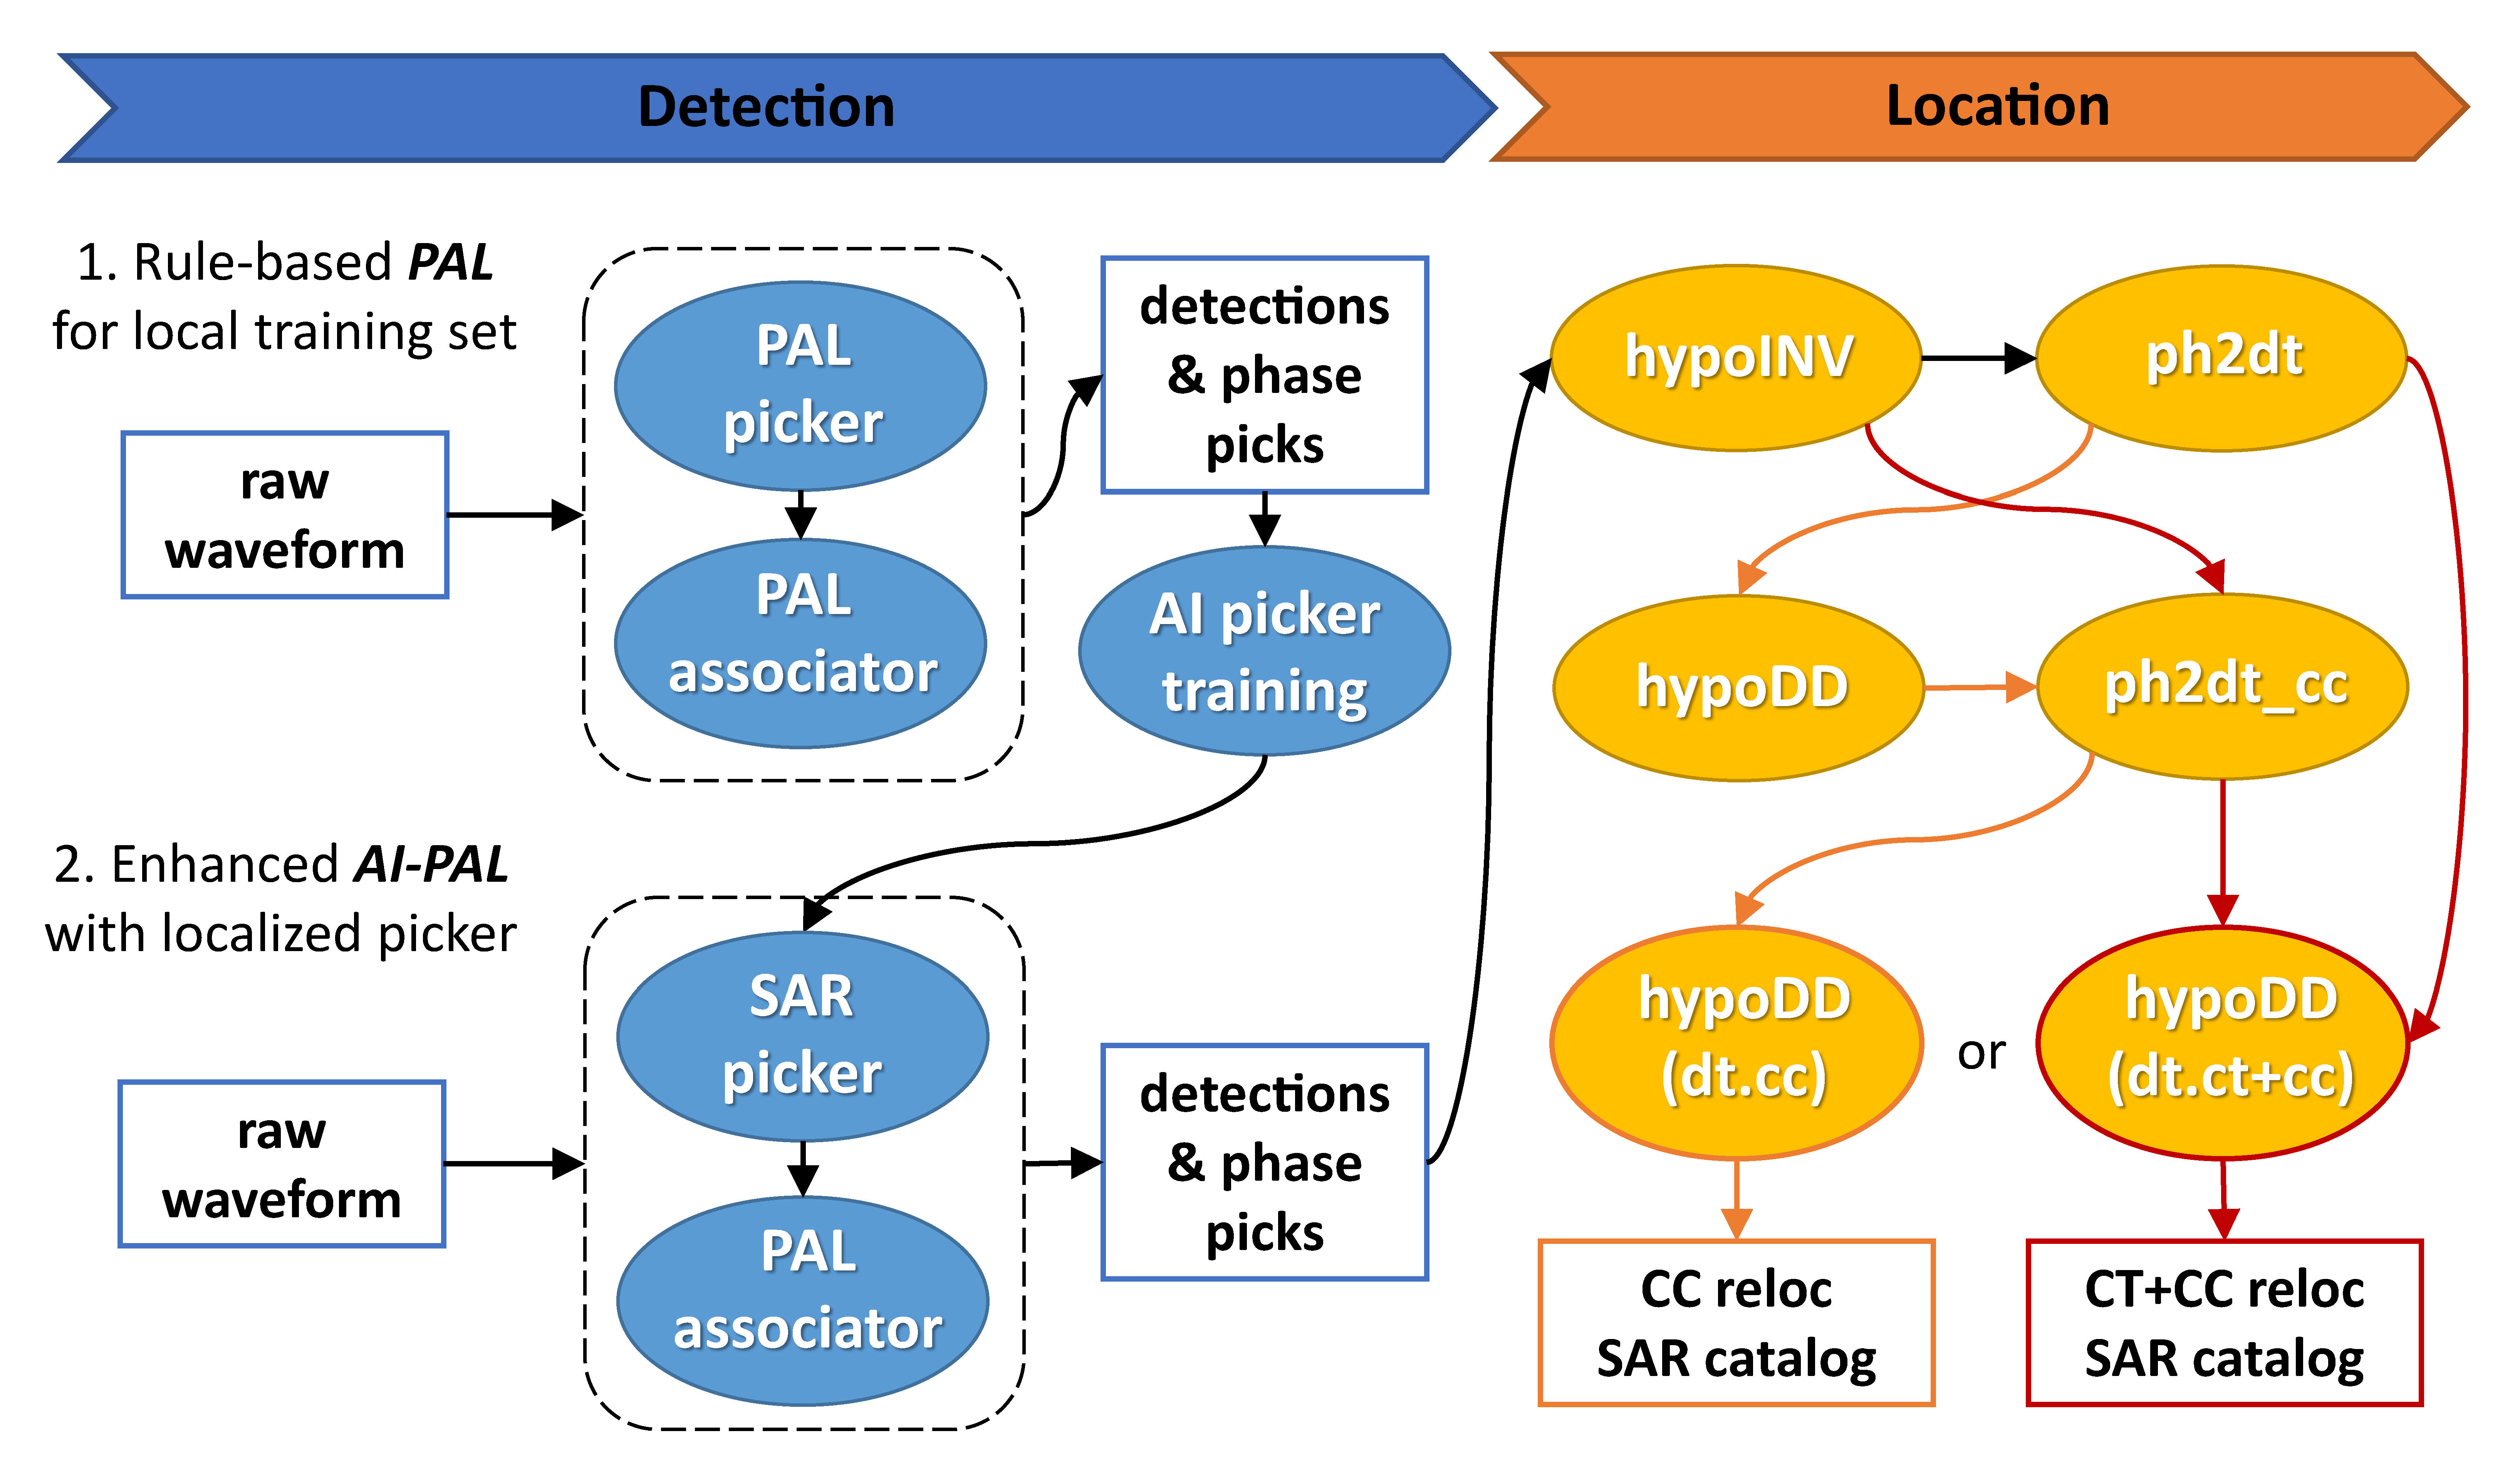 Detection
Location
1. Rule-based PAL
for local training set
raw
waveform
PAL
picker
PAL
associator
detections
& phase
picks
AI picker
training
2. Enhanced AI-PAL
with localized picker
raw
waveform
SAR
picker
PAL
associator
detections
& phase
picks
hypoINV
ph2dt
hypoDD
ph2dt_cc
hypoDD
(dt.cc)
or
hypoDD
(dt.ct+cc)
CC reloc
SAR catalog
CT+CC reloc
SAR catalog